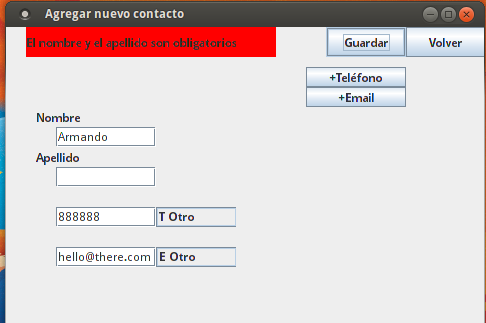 Agregar nuevo contacto
El nombre y el apellido son obligatorios
Guardar
Volver
+Teléfono
+Email
Nombre
Armando
Apellido
888888
T Otro
hello@there.com
E Otro